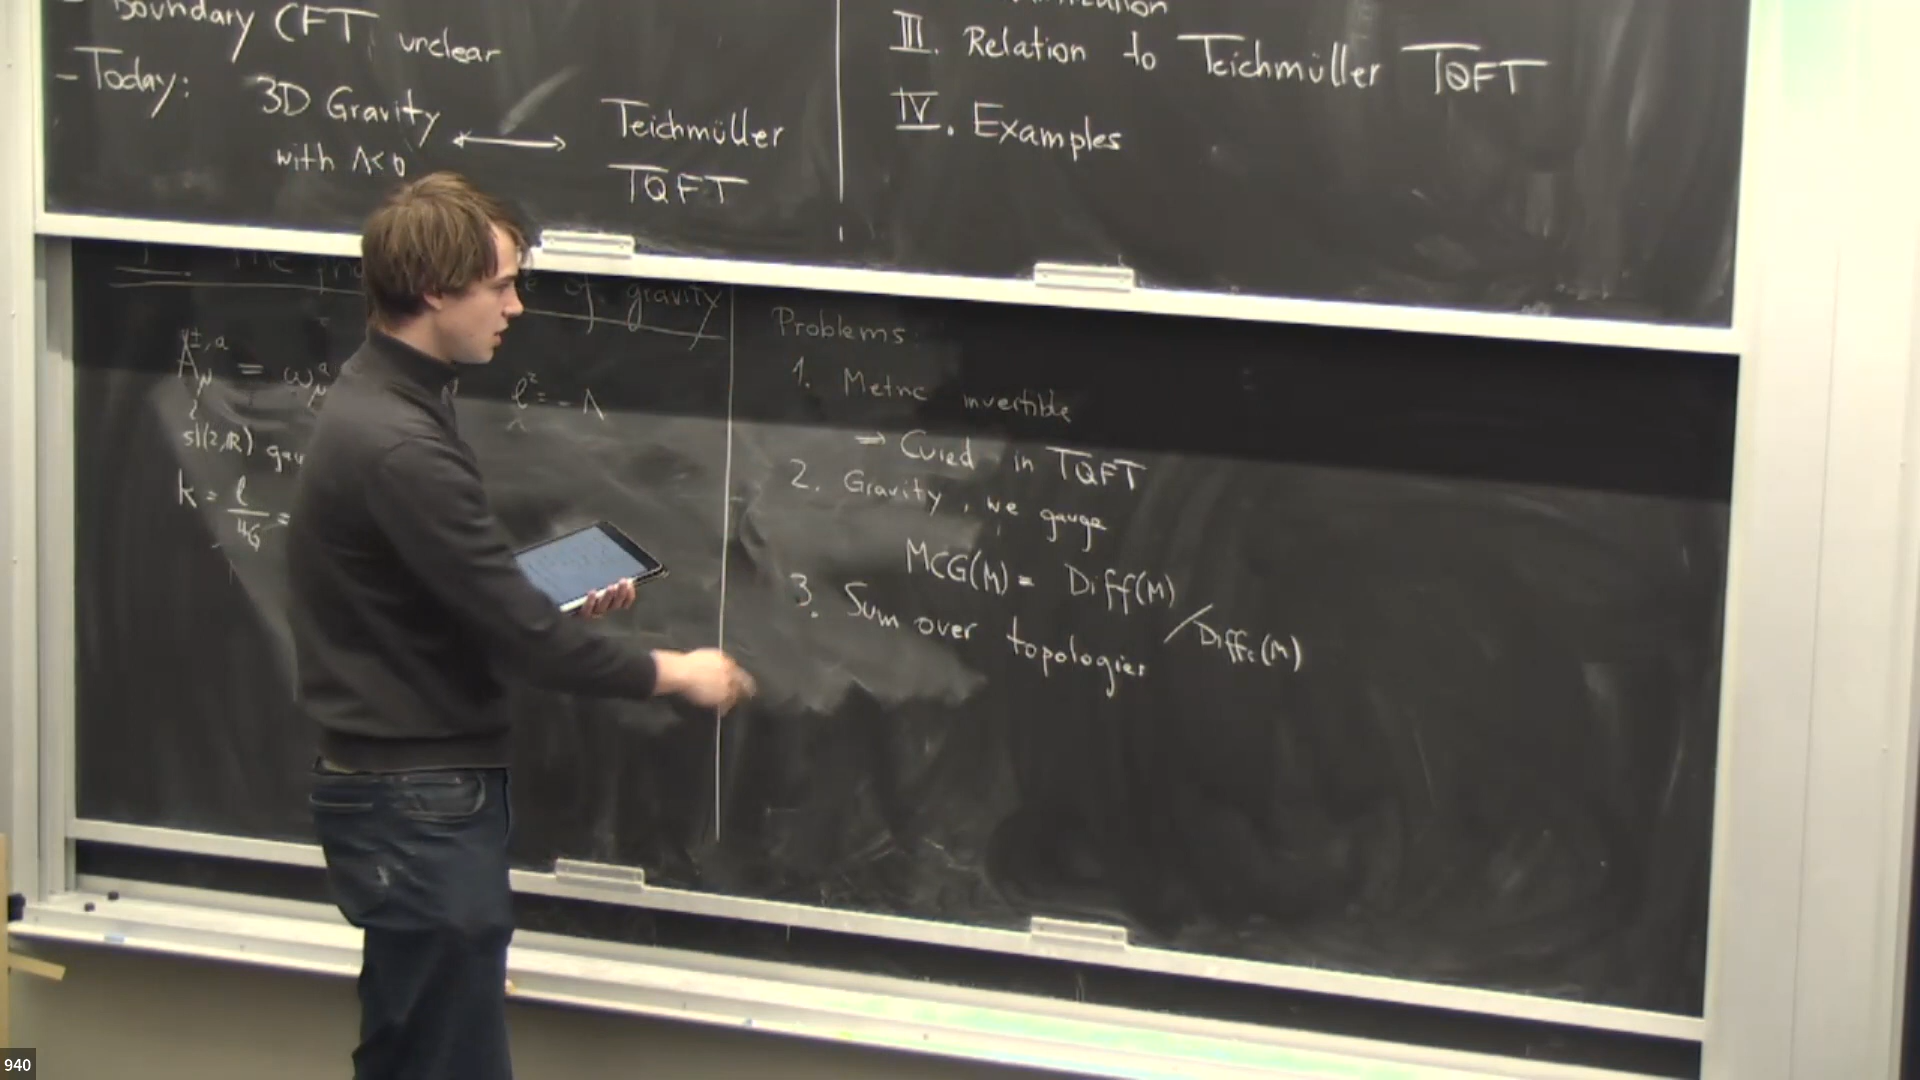 boundary CFT, unclear
- Today: 3D Gravity ⟷ Teichmüller
with Λ<0 TQFT
III. Relation to Teichmüller TQFT
IV. Examples
of gravity
A^{±,a}_μ = ω^a_μ
ℓ² = -Λ
sl(2,R)
k = ℓ/4G =
Problems:
1. Metric invertible
→ Cured in TQFT
2. Gravity, we gauge
MCG(M) = Diff(M)
/Diff₀(M)
3. Sum over topologies
940